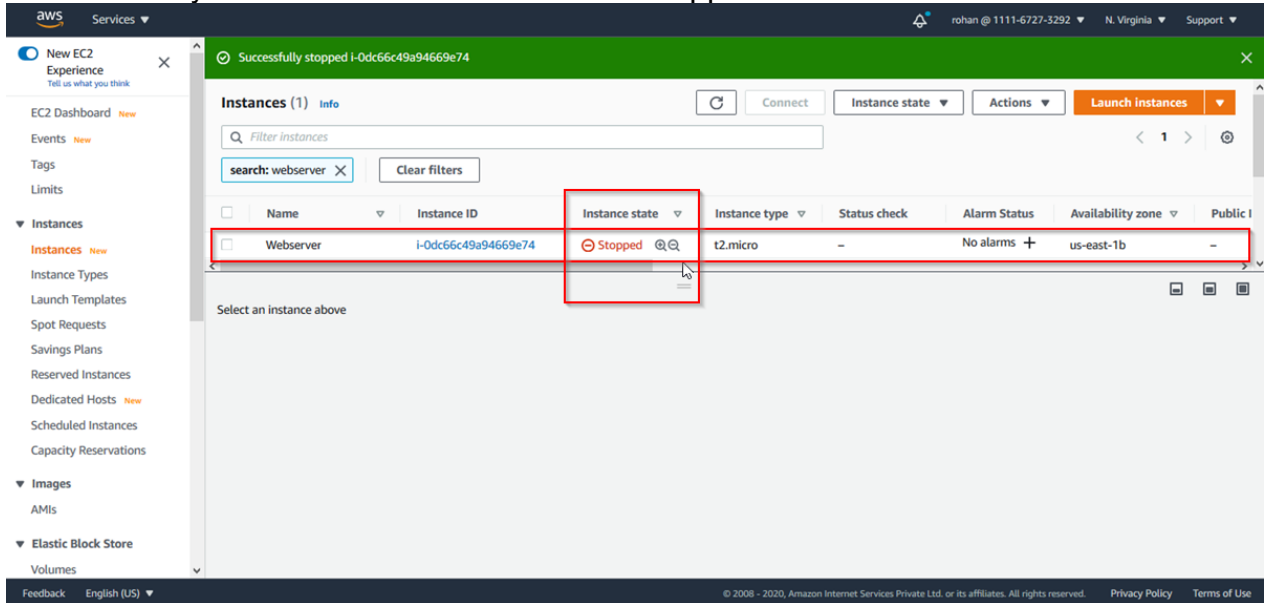 aws Services ▼ rohan @ 1111-6727-3292 ▼ N. Virginia ▼ Support ▼
New EC2
Experience
Tell us what you think
EC2 Dashboard New
Events New
Tags
Limits
▼ Instances
Instances New
Instance Types
Launch Templates
Spot Requests
Savings Plans
Reserved Instances
Dedicated Hosts New
Scheduled Instances
Capacity Reservations
▼ Images
AMIs
▼ Elastic Block Store
Volumes
Successfully stopped i-0dc66c49a94669e74
Instances (1) Info Connect Instance state ▼ Actions ▼ Launch instances ▼
Filter instances < 1 >
search: webserver X Clear filters
Name Instance ID Instance state Instance type Status check Alarm Status Availability zone Public I
Webserver i-0dc66c49a94669e74 Stopped t2.micro – No alarms + us-east-1b –
Select an instance above
Feedback English (US) ▼ © 2008 - 2020, Amazon Internet Services Private Ltd. or its affiliates. All rights reserved. Privacy Policy Terms of Use